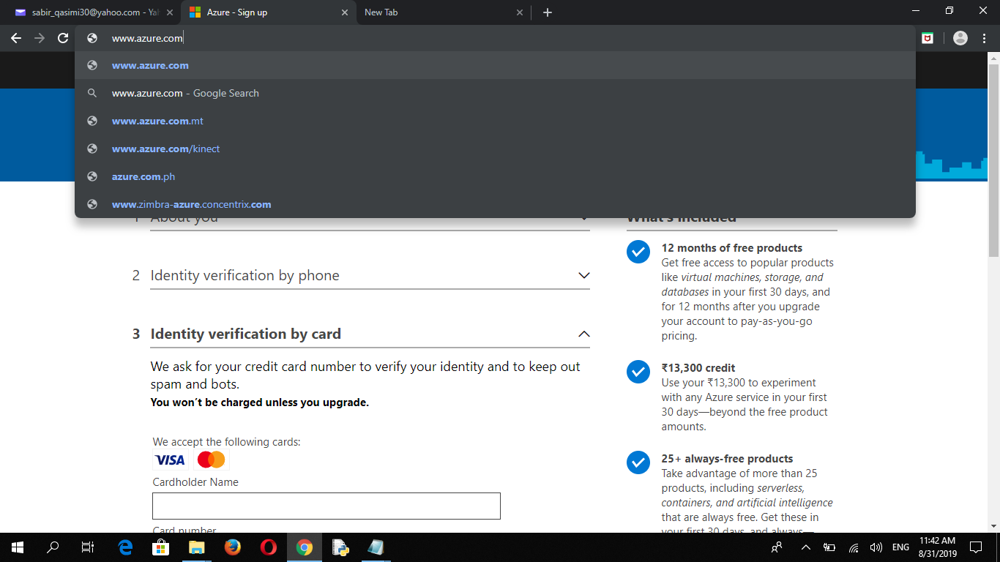 sabir_qasimi30@yahoo.com - Yah
Azure - Sign up
New Tab
www.azure.com
www.azure.com
www.azure.com - Google Search
www.azure.com.mt
www.azure.com/kinect
azure.com.ph
www.zimbra-azure.concentrix.com
1 About you
2 Identity verification by phone
3 Identity verification by card
We ask for your credit card number to verify your identity and to keep out
spam and bots.
You won't be charged unless you upgrade.
We accept the following cards:
VISA
Cardholder Name
Card number
What's included
12 months of free products
Get free access to popular products
like virtual machines, storage, and
databases in your first 30 days, and
for 12 months after you upgrade
your account to pay-as-you-go
pricing.
₹13,300 credit
Use your ₹13,300 to experiment
with any Azure service in your first
30 days—beyond the free product
amounts.
25+ always-free products
Take advantage of more than 25
products, including serverless,
containers, and artificial intelligence
that are always free. Get these in
your first 30 days, and always—
ENG
11:42 AM
8/31/2019